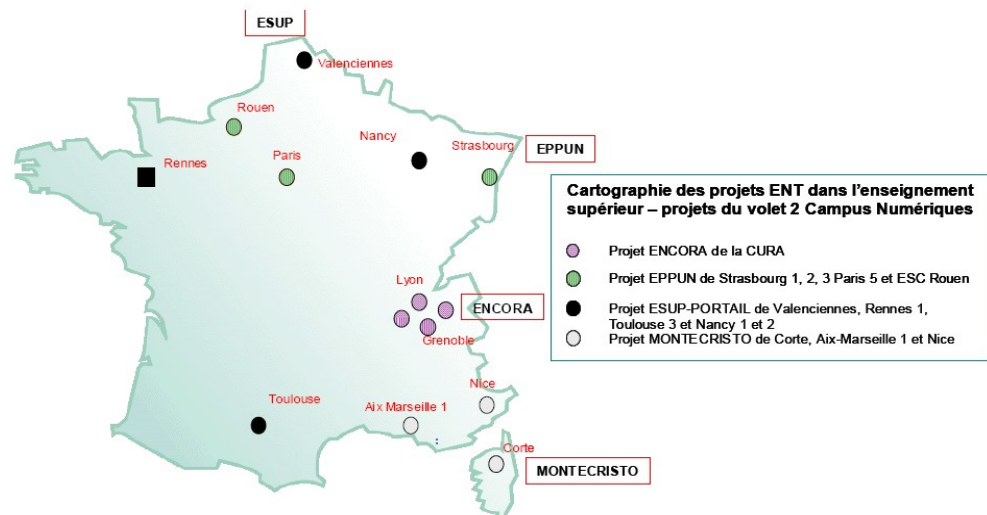 ESUP
Valenciennes
Rouen
Nancy
Strasbourg
EPPUN
Rennes
Paris
Cartographie des projets ENT dans l'enseignement
supérieur – projets du volet 2 Campus Numériques
Projet ENCORA de la CURA
Projet EPPUN de Strasbourg 1, 2, 3 Paris 5 et ESC Rouen
Projet ESUP-PORTAIL de Valenciennes, Rennes 1,
Toulouse 3 et Nancy 1 et 2
Projet MONTECRISTO de Corte, Aix-Marseille 1 et Nice
Lyon
ENCORA
Grenoble
Nice
Toulouse
Aix Marseille 1
Corte
MONTECRISTO